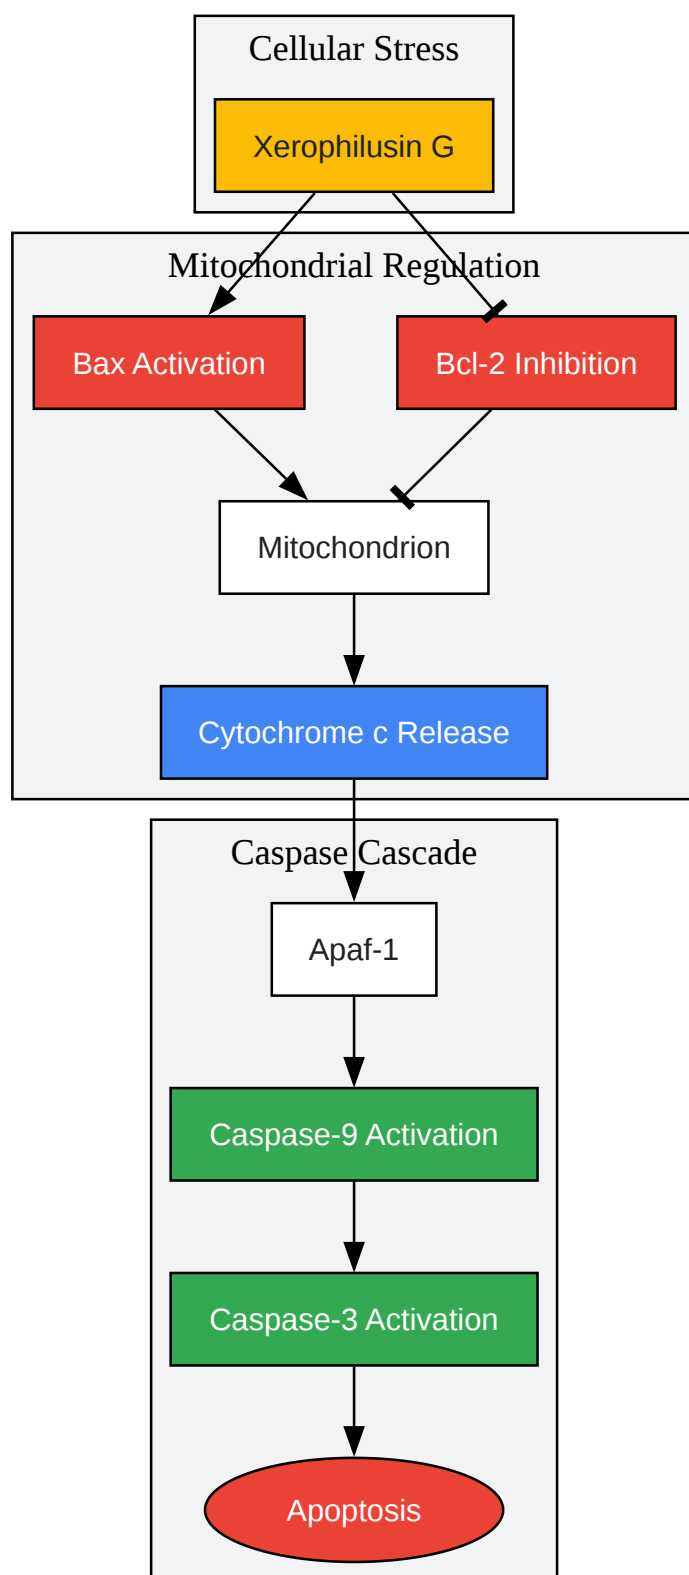 Cellular Stress
Xerophilusin G
Mitochondrial Regulation
Bax Activation
Bcl-2 Inhibition
Mitochondrion
Cytochrome c Release
Caspase Cascade
Apaf-1
Caspase-9 Activation
Caspase-3 Activation
Apoptosis